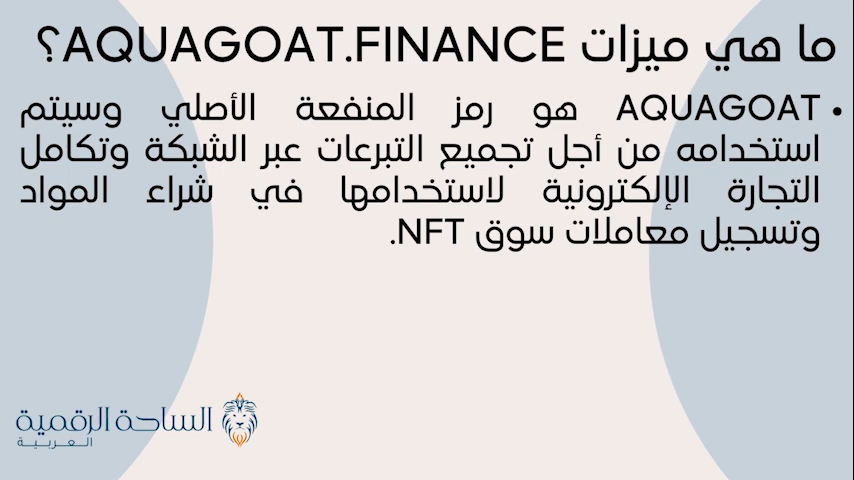 ما هي ميزات AQUAGOAT.FINANCE؟
• AQUAGOAT هو رمز المنفعة الأصلي وسيتم
استخدامه من أجل تجميع التبرعات عبر الشبكة وتكامل
التجارة الإلكترونية لاستخدامها في شراء المواد
وتسجيل معاملات سوق NFT.
الساحة الرقمية
العربية